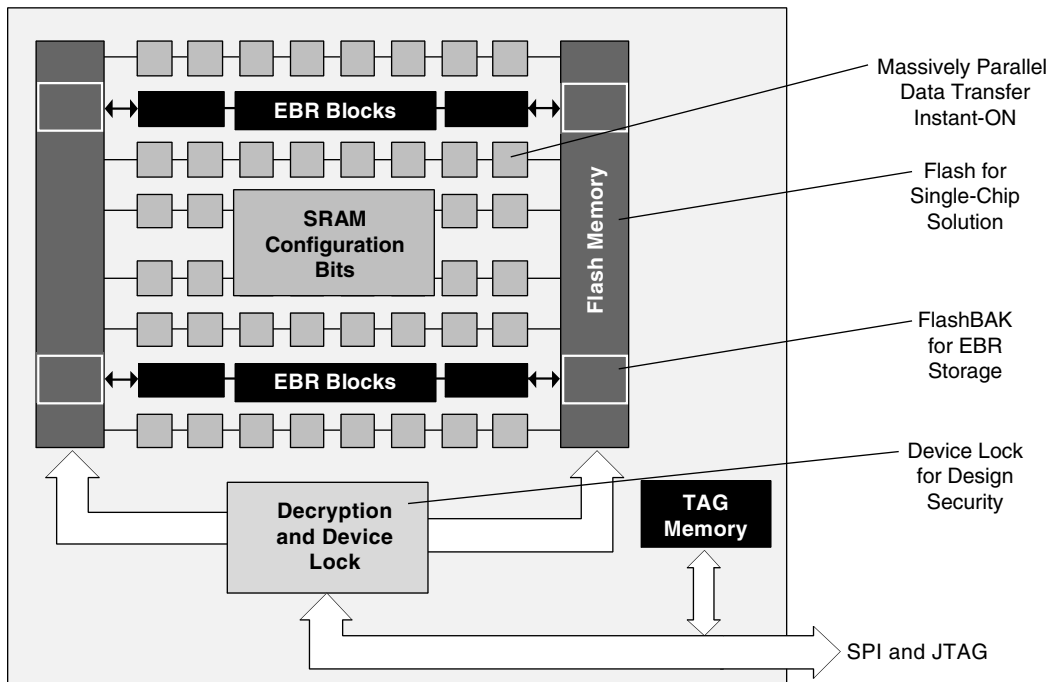 EBR Blocks
SRAM
Configuration
Bits
Flash Memory
EBR Blocks
Decryption
and Device
Lock
TAG
Memory
Massively Parallel
Data Transfer
Instant-ON
Flash for
Single-Chip
Solution
FlashBAK
for EBR
Storage
Device Lock
for Design
Security
SPI and JTAG